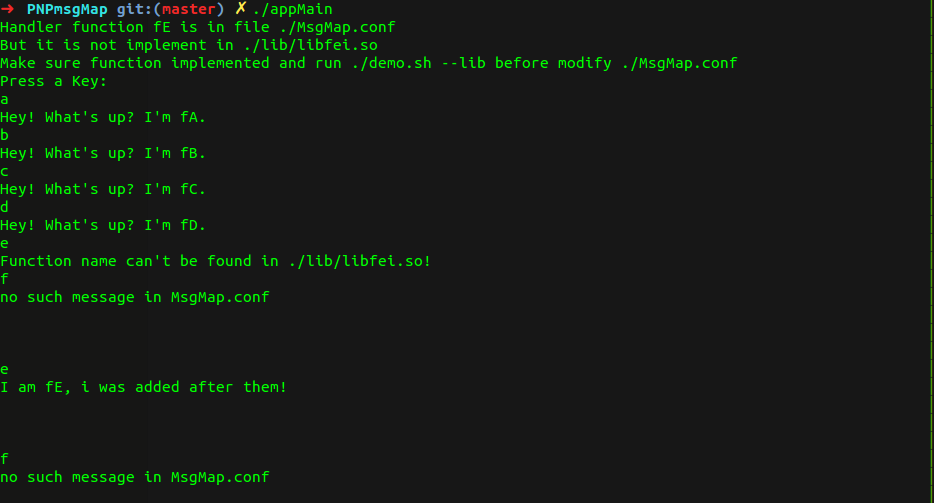 → PNPmsgMap git:(master) ✗ ./appMain
Handler function fE is in file ./MsgMap.conf
But it is not implement in ./lib/libfei.so
Make sure function implemented and run ./demo.sh --lib before modify ./MsgMap.conf
Press a Key:
a
Hey! What's up? I'm fA.
b
Hey! What's up? I'm fB.
c
Hey! What's up? I'm fC.
d
Hey! What's up? I'm fD.
e
Function name can't be found in ./lib/libfei.so!
f
no such message in MsgMap.conf
e
I am fE, i was added after them!
f
no such message in MsgMap.conf